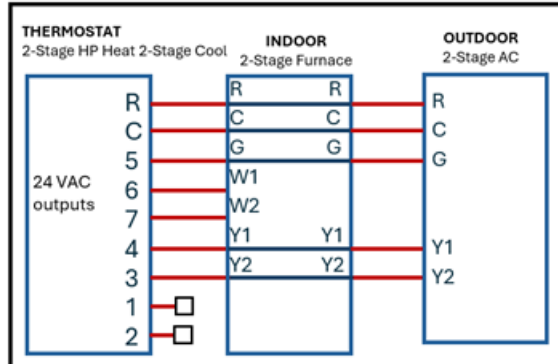 THERMOSTAT
2-Stage HP Heat 2-Stage Cool
INDOOR
2-Stage Furnace
OUTDOOR
2-Stage AC
24 VAC
outputs
R
C
5
6
7
4
3
1
2
R R
C C
G G
W1
W2
Y1 Y1
Y2 Y2
R
C
G
Y1
Y2